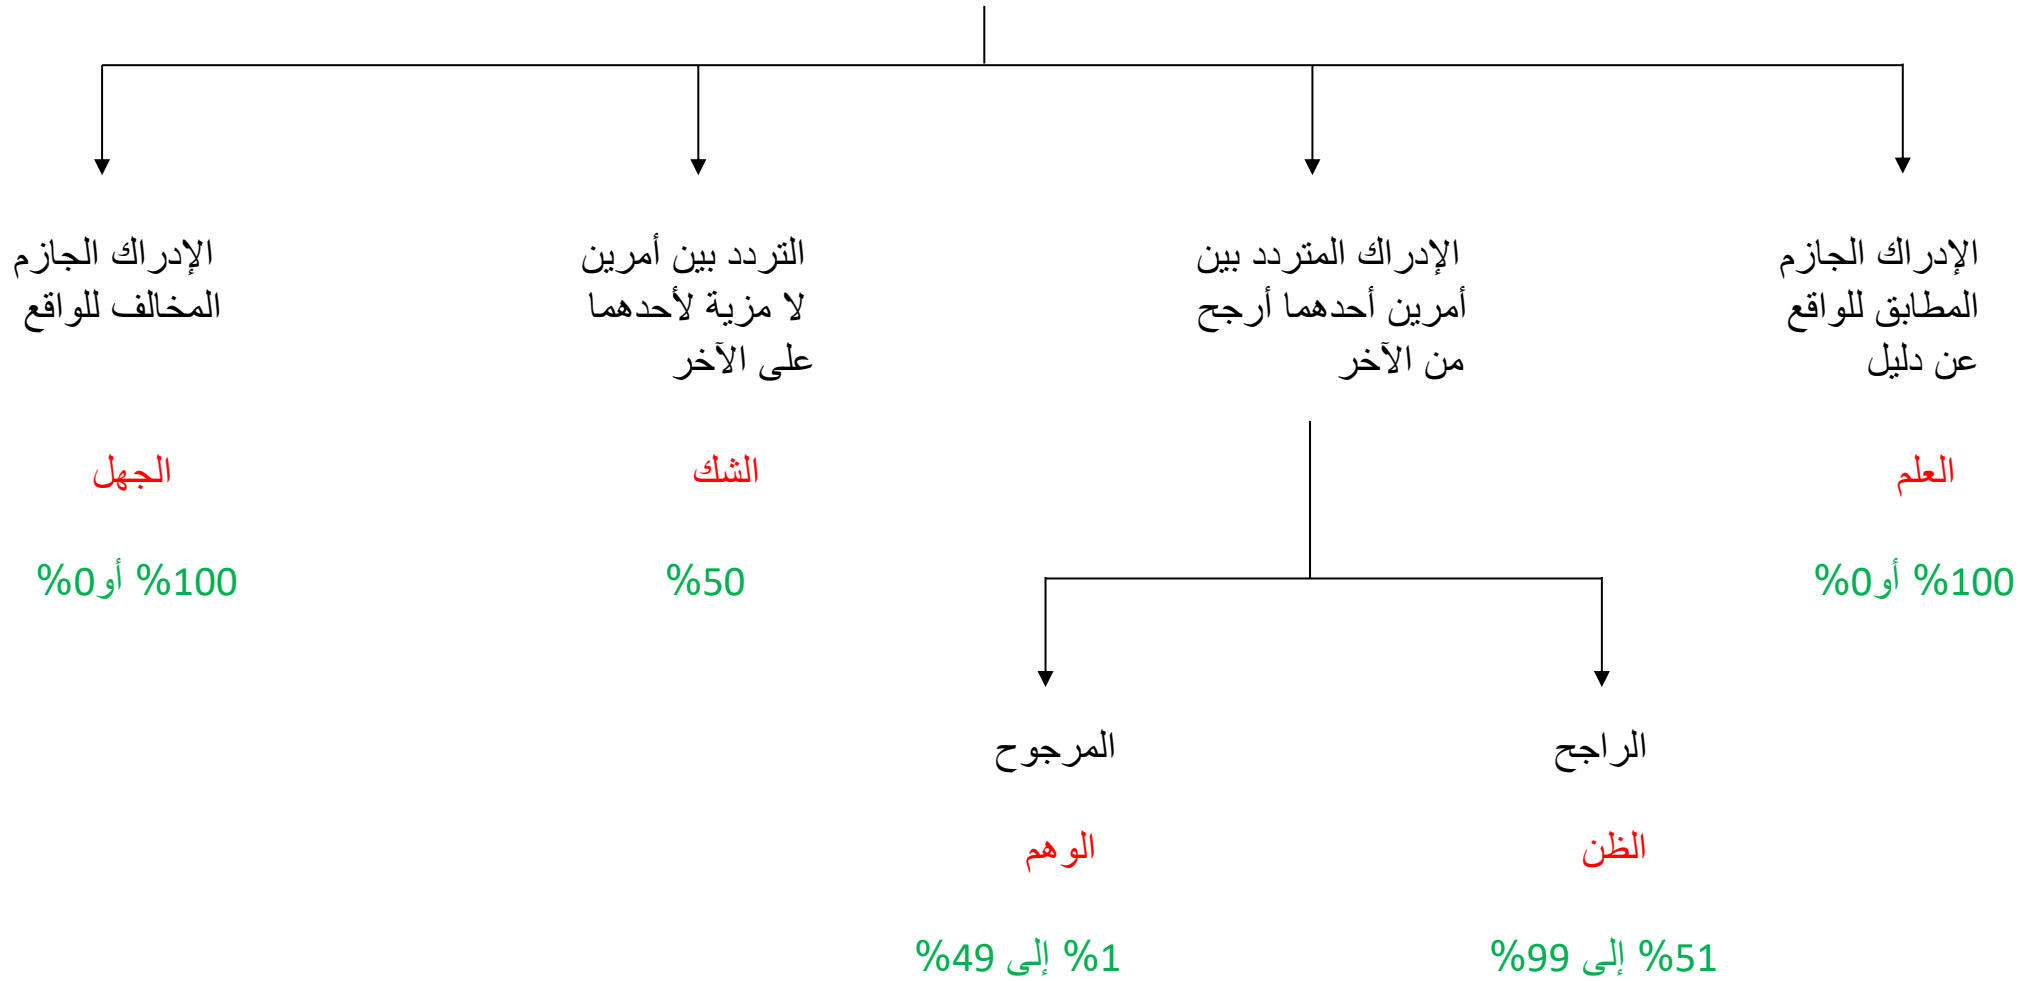 الإدراك الجازم
المطابق للواقع
عن دليل
العلم
100% أو0%
الإدراك المتردد بين
أمرين أحدهما أرجح
من الآخر
الراجح
الظن
51% إلى 99%
المرجوح
الوهم
1% إلى 49%
التردد بين أمرين
لا مزية لأحدهما
على الآخر
الشك
50%
الإدراك الجازم
المخالف للواقع
الجهل
100% أو0%